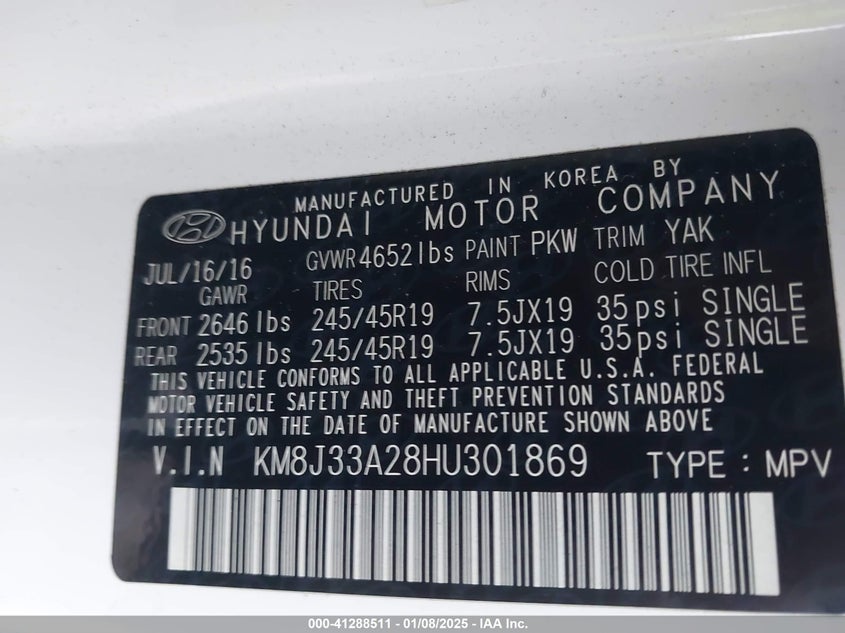 MANUFACTURED IN KOREA BY
HYUNDAI MOTOR COMPANY
JUL/16/16 GVWR 4652lbs PAINT PKW TRIM YAK
GAWR TIRES RIMS COLD TIRE INFL
FRONT 2646 lbs 245/45R19 7.5JX19 35psi SINGLE
REAR 2535 lbs 245/45R19 7.5JX19 35psi SINGLE
THIS VEHICLE CONFORMS TO ALL APPLICABLE U.S.A. FEDERAL
MOTOR VEHICLE SAFETY AND THEFT PREVENTION STANDARDS
IN EFFECT ON THE DATE OF MANUFACTURE SHOWN ABOVE
V.I.N KM8J33A28HU301869 TYPE : MPV
000-41288511 - 01/08/2025 - IAA Inc.